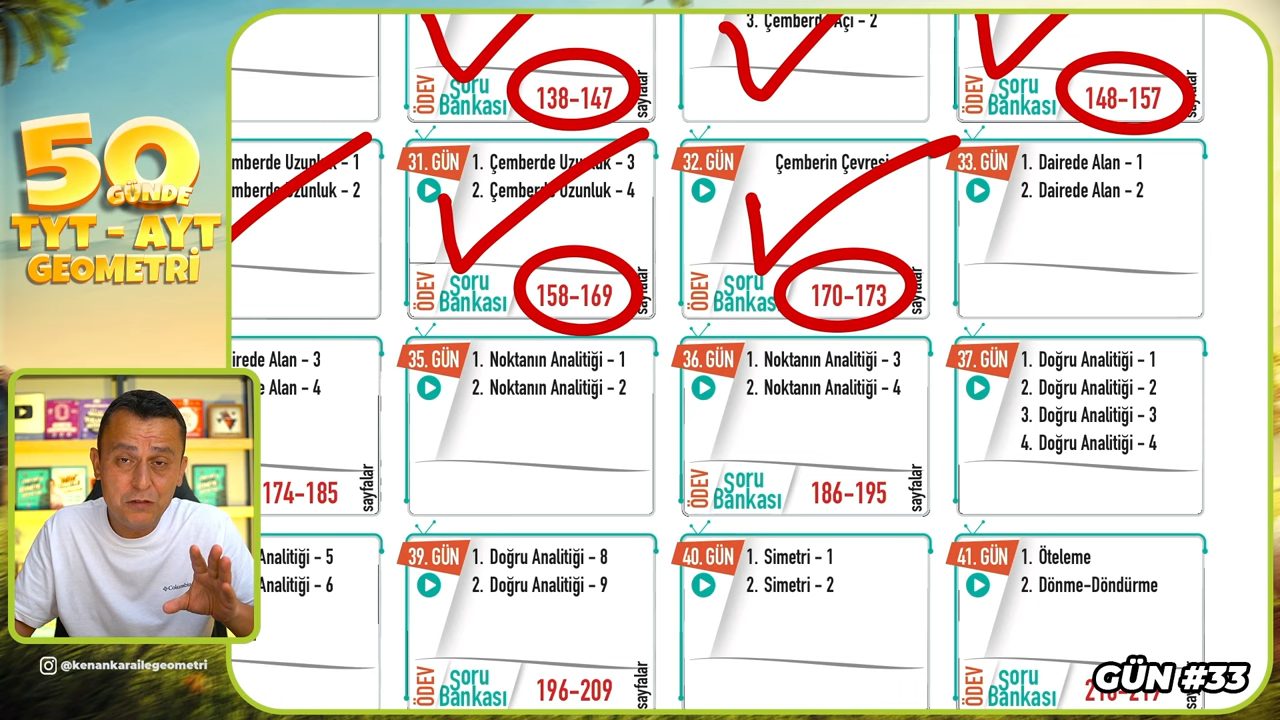 50
GÜNDE
TYT - AYT
GEOMETRİ
3. Çemberde Açı - 2
ÖDEV Soru Bankası 138-147 sayfalar
ÖDEV Soru Bankası 148-157 sayfalar
mberde Uzunluk - 1
mberde Uzunluk - 2
31. GÜN
1. Çemberde Uzunluk - 3
2. Çemberde Uzunluk - 4
ÖDEV Soru Bankası 158-169 sayfalar
32. GÜN
Çemberin Çevresi
ÖDEV Soru Bankası 170-173 sayfalar
33. GÜN
1. Dairede Alan - 1
2. Dairede Alan - 2
irede Alan - 3
e Alan - 4
174-185 sayfalar
35. GÜN
1. Noktanın Analitiği - 1
2. Noktanın Analitiği - 2
36. GÜN
1. Noktanın Analitiği - 3
2. Noktanın Analitiği - 4
ÖDEV Soru Bankası 186-195 sayfalar
37. GÜN
1. Doğru Analitiği - 1
2. Doğru Analitiği - 2
3. Doğru Analitiği - 3
4. Doğru Analitiği - 4
Analitiği - 5
Analitiği - 6
39. GÜN
1. Doğru Analitiği - 8
2. Doğru Analitiği - 9
ÖDEV Soru Bankası 196-209 sayfalar
40. GÜN
1. Simetri - 1
2. Simetri - 2
41. GÜN
1. Öteleme
2. Dönme-Döndürme
ÖDEV Soru Bankası
GÜN #33
Columbia
@kenankarailegeometri